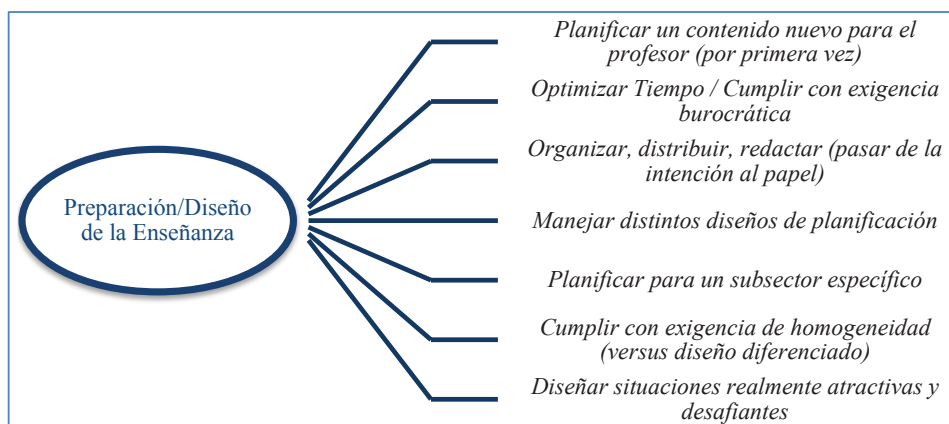 Planificar un contenido nuevo para el
profesor (por primera vez)
Optimizar Tiempo / Cumplir con exigencia
burocrática
Organizar, distribuir, redactar (pasar de la
intención al papel)
Preparación/Diseño
de la Enseñanza
Manejar distintos diseños de planificación
Planificar para un subsector específico
Cumplir con exigencia de homogeneidad
(versus diseño diferenciado)
Diseñar situaciones realmente atractivas y
desafiantes